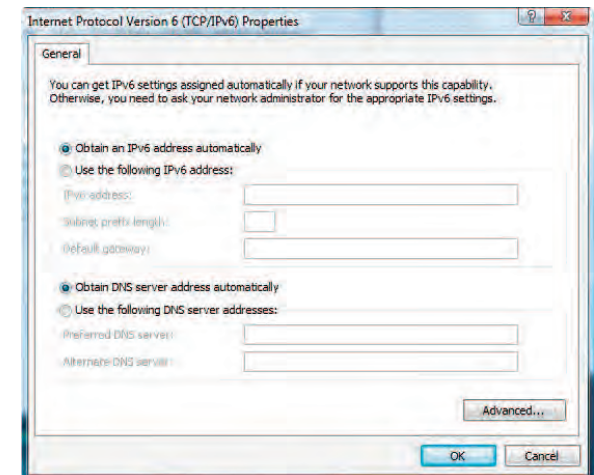 Internet Protocol Version 6 (TCP/IPv6) Properties
General
You can get IPv6 settings assigned automatically if your network supports this capability.
Otherwise, you need to ask your network administrator for the appropriate IPv6 settings.
Obtain an IPv6 address automatically
Use the following IPv6 address:
IPv6 address:
Subnet prefix length:
Default gateway:
Obtain DNS server address automatically
Use the following DNS server addresses:
Preferred DNS server:
Alternate DNS server:
Advanced...
OK Cancel